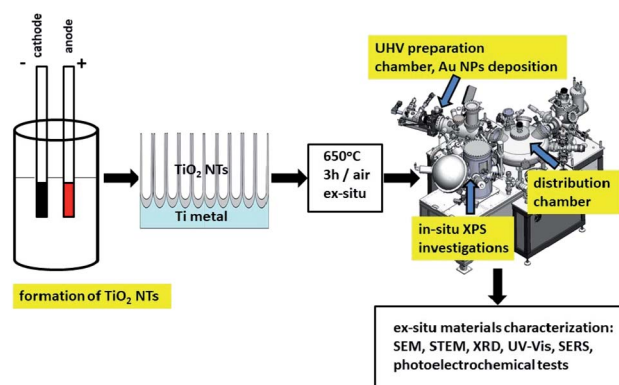 cathode
anode
- +
formation of TiO₂ NTs
TiO₂ NTs
Ti metal
650°C
3h / air
ex-situ
UHV preparation
chamber, Au NPs deposition
distribution
chamber
in-situ XPS
investigations
ex-situ materials characterization:
SEM, STEM, XRD, UV-Vis, SERS,
photoelectrochemical tests